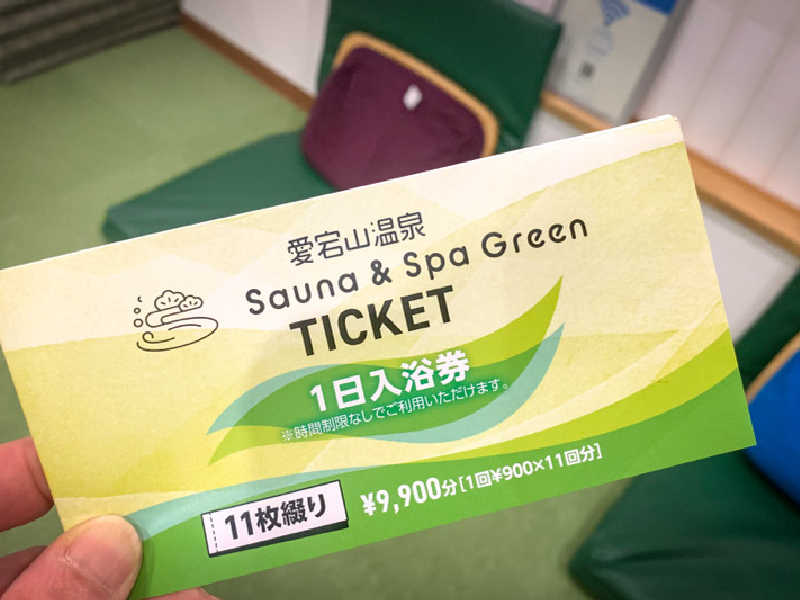 愛宕山温泉
Sauna & Spa Green
TICKET
1日入浴券
※時間制限なしでご利用いただけます。
11枚綴り
¥9,900分[1回¥900×11回分]